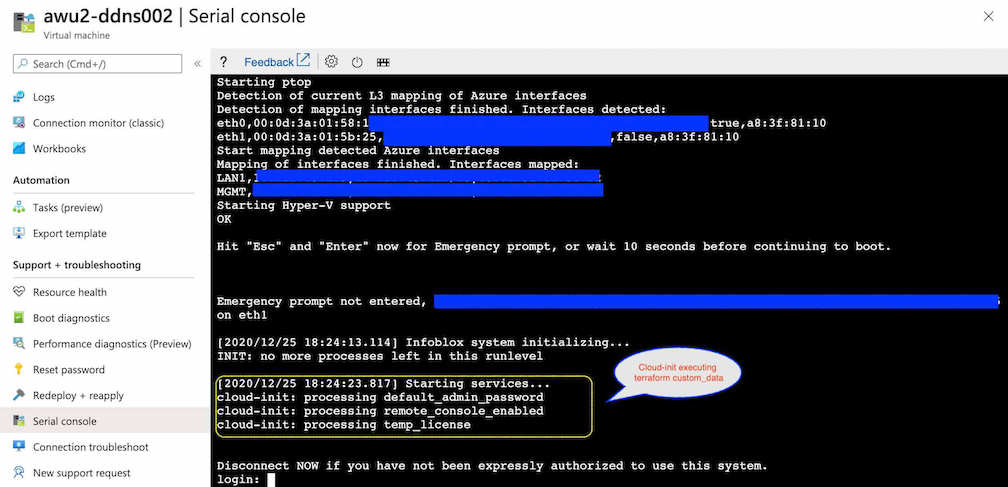 awu2-ddns002 | Serial console
Virtual machine
Search (Cmd+/)
«
Logs
Connection monitor (classic)
Workbooks
Automation
Tasks (preview)
Export template
Support + troubleshooting
Resource health
Boot diagnostics
Performance diagnostics (Preview)
Reset password
Redeploy + reapply
Serial console
Connection troubleshoot
New support request
? Feedback
Starting ptop
Detection of current L3 mapping of Azure interfaces
Detection of mapping interfaces finished. Interfaces detected:
eth0,00:0d:3a:01:58:1 true,a8:3f:81:10
eth1,00:0d:3a:01:5b:25, ,false,a8:3f:81:10
Start mapping detected Azure interfaces
Mapping of interfaces finished. Interfaces mapped:
LAN1,
MGMT,
Starting Hyper-V support
OK
Hit "Esc" and "Enter" now for Emergency prompt, or wait 10 seconds before continuing to boot.
Emergency prompt not entered,
on eth1
[2020/12/25 18:24:13.114] Infoblox system initializing...
INIT: no more processes left in this runlevel
[2020/12/25 18:24:23.817] Starting services...
cloud-init: processing default_admin_password
cloud-init: processing remote_console_enabled
cloud-init: processing temp_license
Cloud-init executing
terraform custom_data
Disconnect NOW if you have not been expressly authorized to use this system.
login: